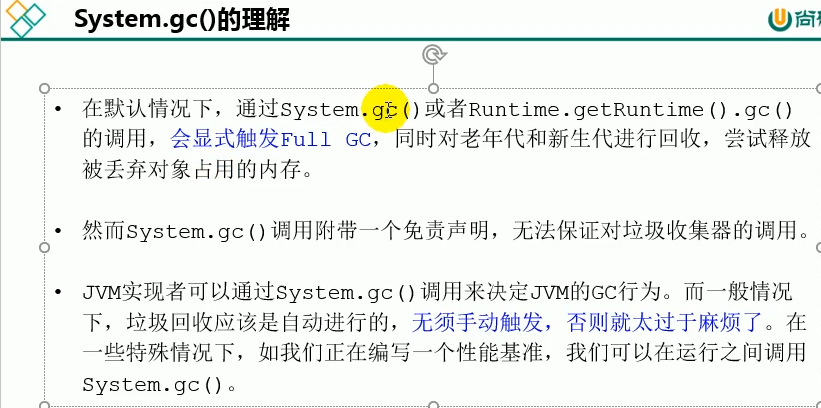 System.gc()的理解
尚
• 在默认情况下，通过System.gc()或者Runtime.getRuntime().gc()
的调用，会显式触发Full GC，同时对老年代和新生代进行回收，尝试释放
被丢弃对象占用的内存。
• 然而System.gc()调用附带一个免责声明，无法保证对垃圾收集器的调用。
• JVM实现者可以通过System.gc()调用来决定JVM的GC行为。而一般情况
下，垃圾回收应该是自动进行的，无须手动触发，否则就太过于麻烦了。在
一些特殊情况下，如我们正在编写一个性能基准，我们可以在运行之间调用
System.gc()。